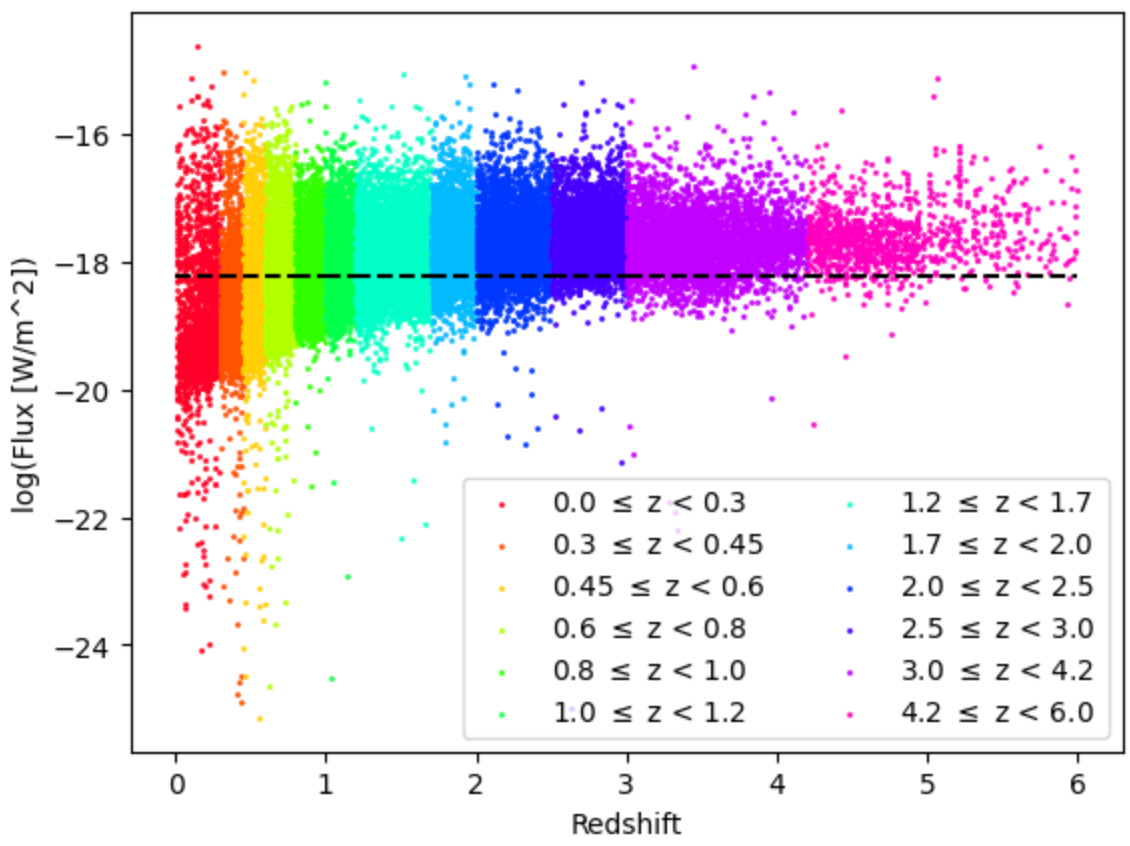 log(Flux [W/m^2])
−16
−18
−20
−22
−24
0.0 ≤ z < 0.3
0.3 ≤ z < 0.45
0.45 ≤ z < 0.6
0.6 ≤ z < 0.8
0.8 ≤ z < 1.0
1.0 ≤ z < 1.2
1.2 ≤ z < 1.7
1.7 ≤ z < 2.0
2.0 ≤ z < 2.5
2.5 ≤ z < 3.0
3.0 ≤ z < 4.2
4.2 ≤ z < 6.0
0 1 2 3 4 5 6
Redshift